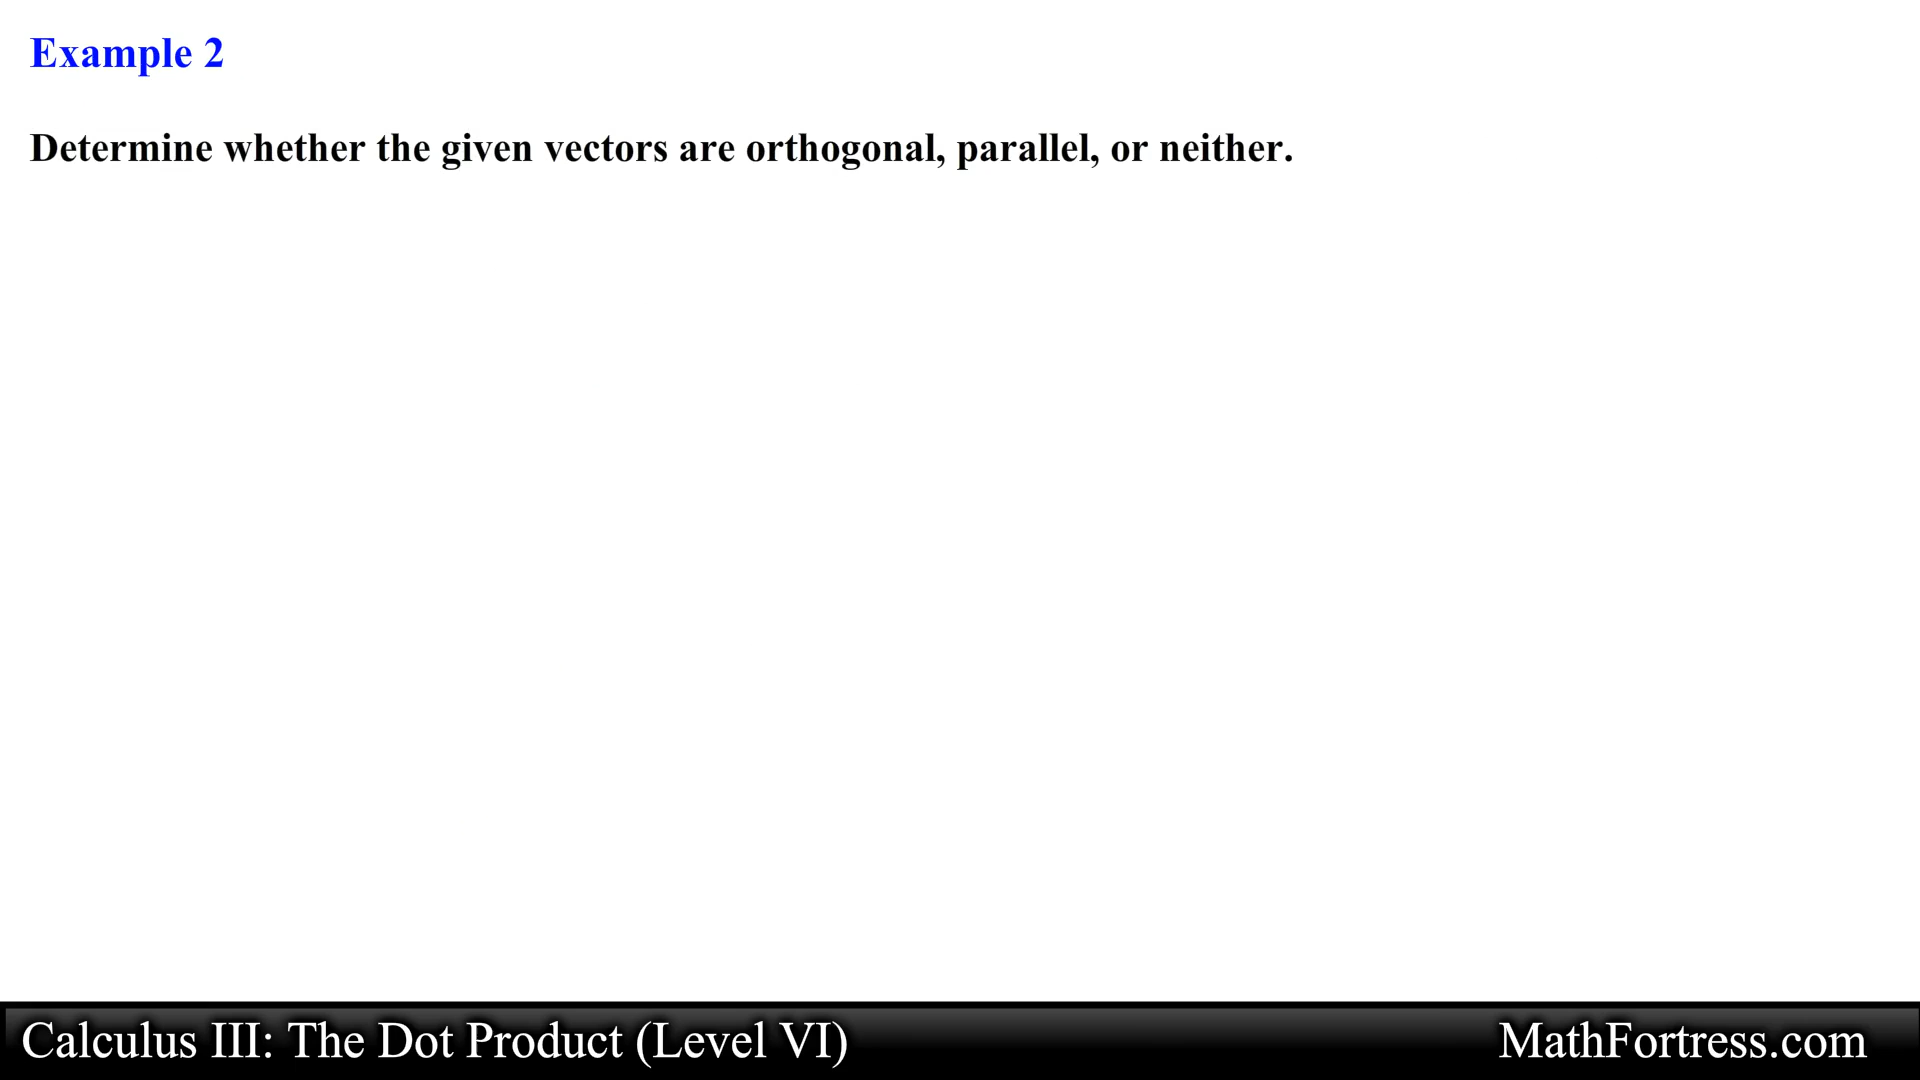 Example 2
Determine whether the given vectors are orthogonal, parallel, or neither.
Calculus III: The Dot Product (Level VI)
MathFortress.com